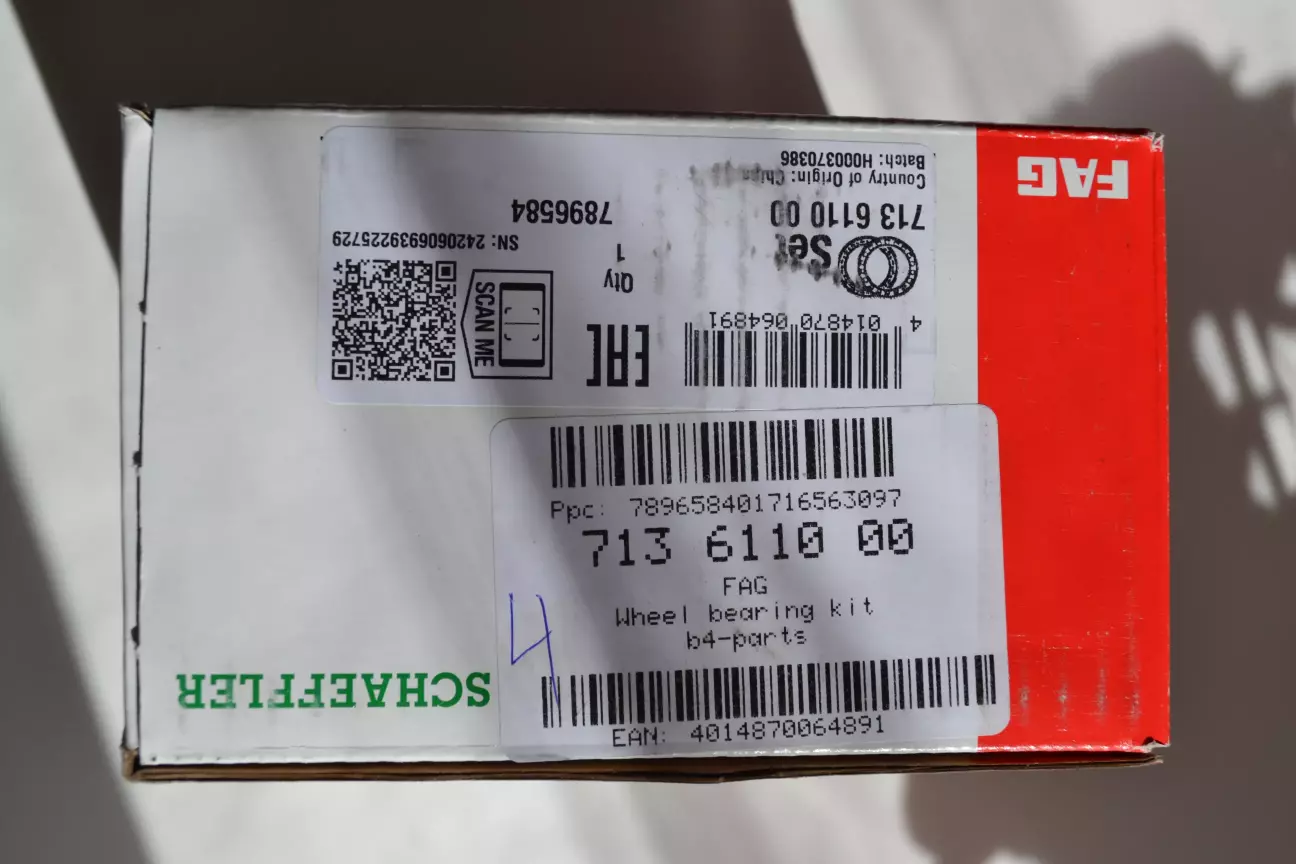 FAG
Country of Origin: China
Batch: H000370386
713 6110 00
7896584
Set
SN: 2420606939225729
Qty
1
SCAN ME
EAC
4 014870 064891
Ppc: 789658401716563097
713 6110 00
FAG
Wheel bearing kit
b4-parts
4
EAN: 4014870064891
SCHAEFFLER